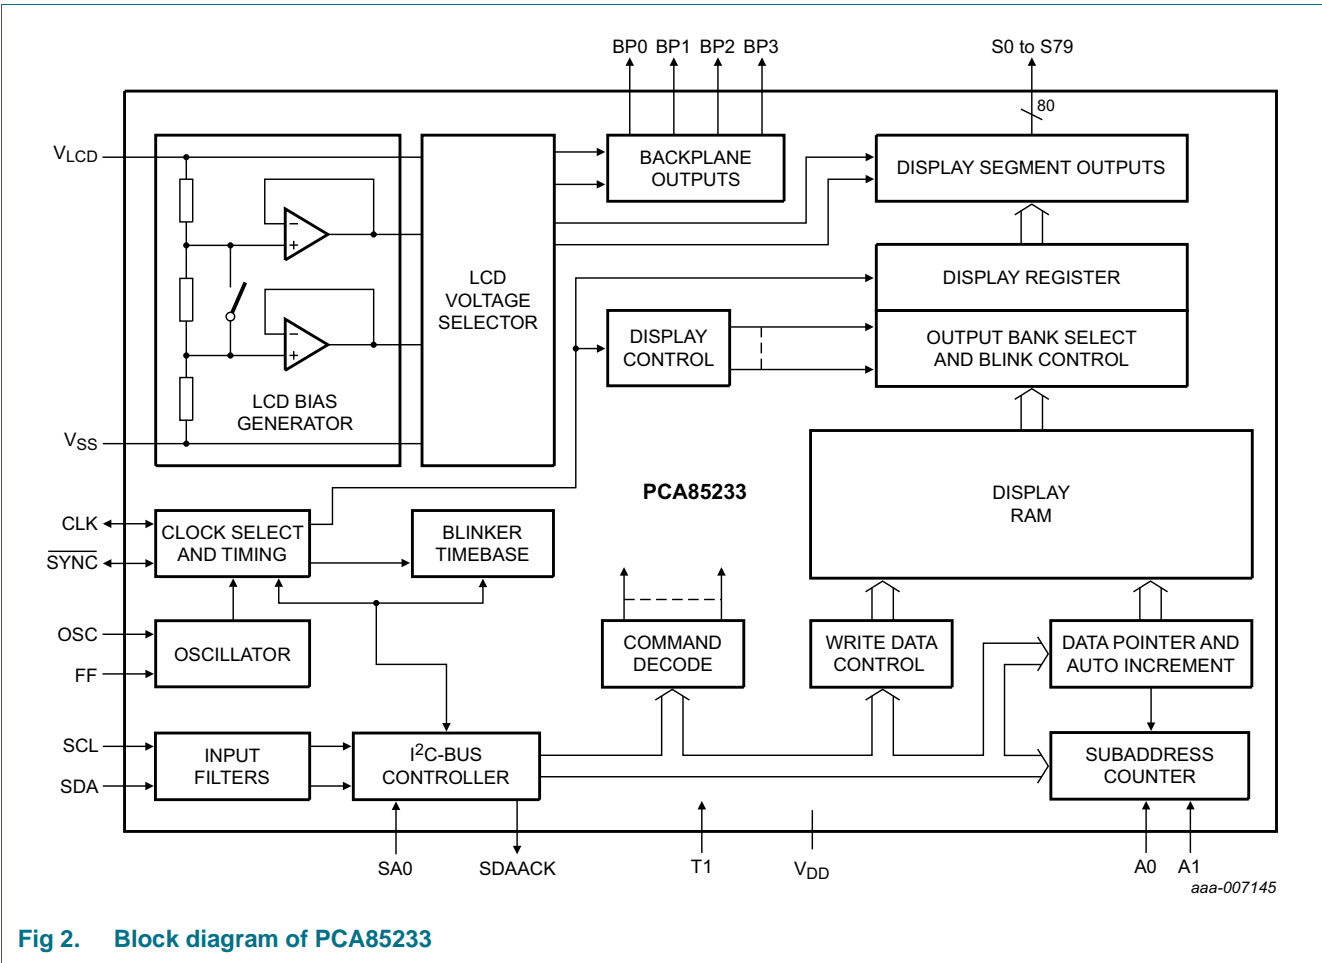 BP0 BP1 BP2 BP3
S0 to S79
80
VLCD
BACKPLANE
OUTPUTS
DISPLAY SEGMENT OUTPUTS
−
+
LCD
VOLTAGE
SELECTOR
DISPLAY REGISTER
−
+
DISPLAY
CONTROL
OUTPUT BANK SELECT
AND BLINK CONTROL
LCD BIAS
GENERATOR
VSS
PCA85233
DISPLAY
RAM
CLK
SYNC
CLOCK SELECT
AND TIMING
BLINKER
TIMEBASE
OSC
FF
OSCILLATOR
COMMAND
DECODE
WRITE DATA
CONTROL
DATA POINTER AND
AUTO INCREMENT
SCL
SDA
INPUT
FILTERS
I2C-BUS
CONTROLLER
SUBADDRESS
COUNTER
SA0
SDAACK
T1
VDD
A0
A1
aaa-007145
Fig 2. Block diagram of PCA85233